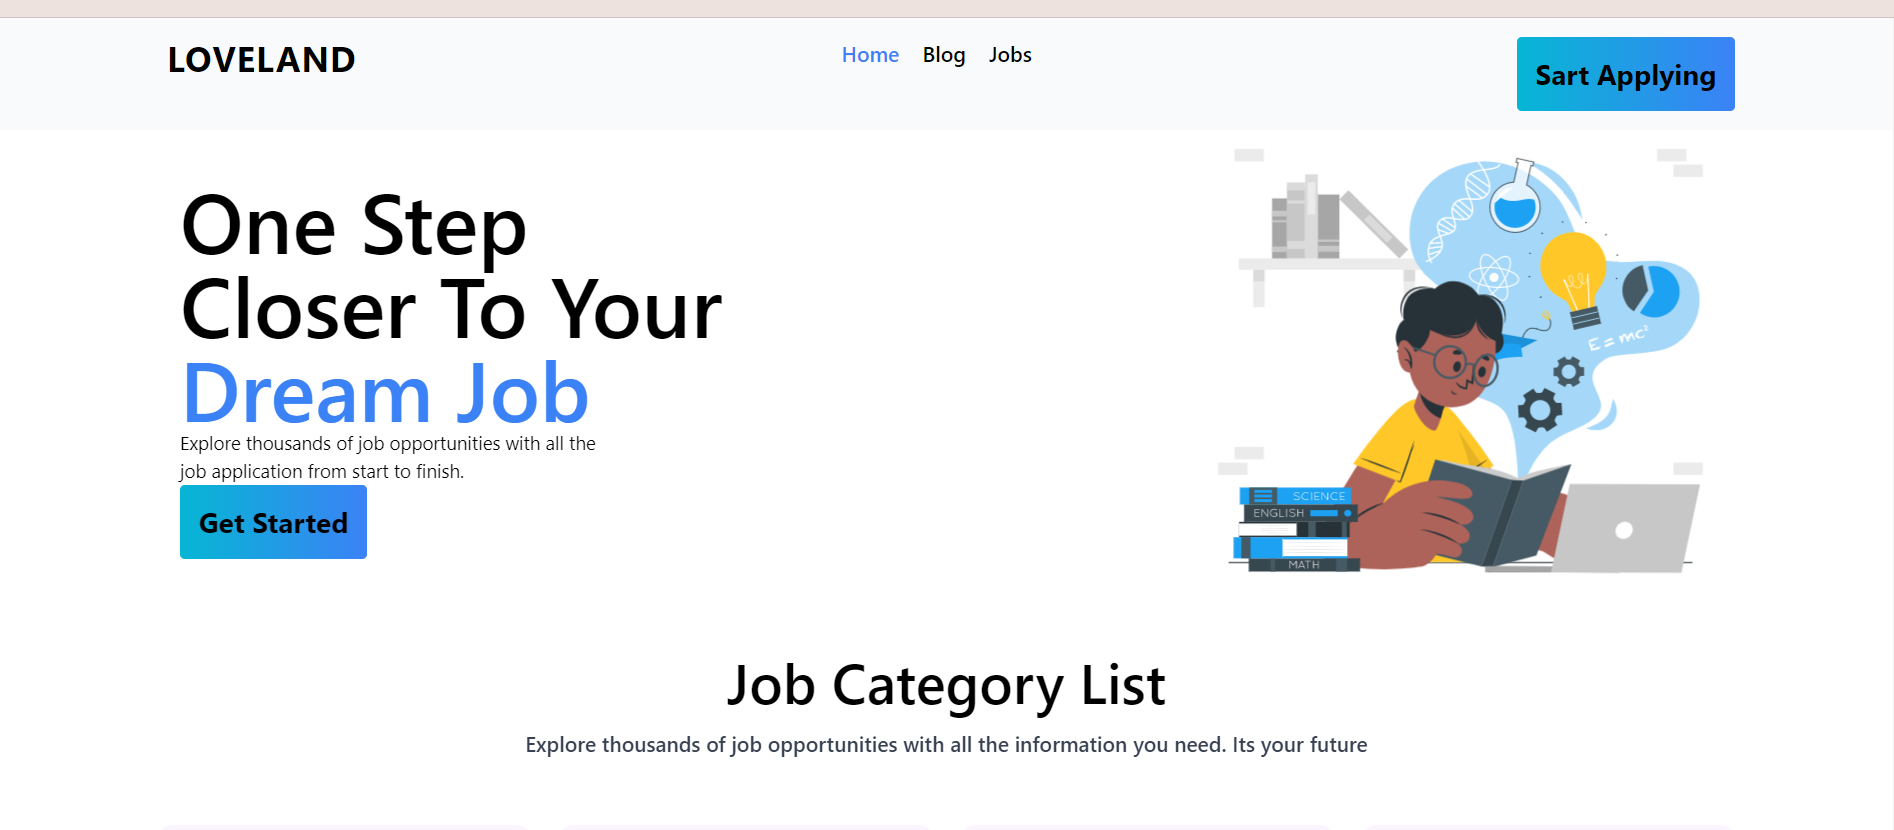 LOVELAND
Home Blog Jobs
Sart Applying
One Step
Closer To Your
Dream Job
Explore thousands of job opportunities with all the
job application from start to finish.
Get Started
E = mc²
SCIENCE
ENGLISH
MATH
Job Category List
Explore thousands of job opportunities with all the information you need. Its your future